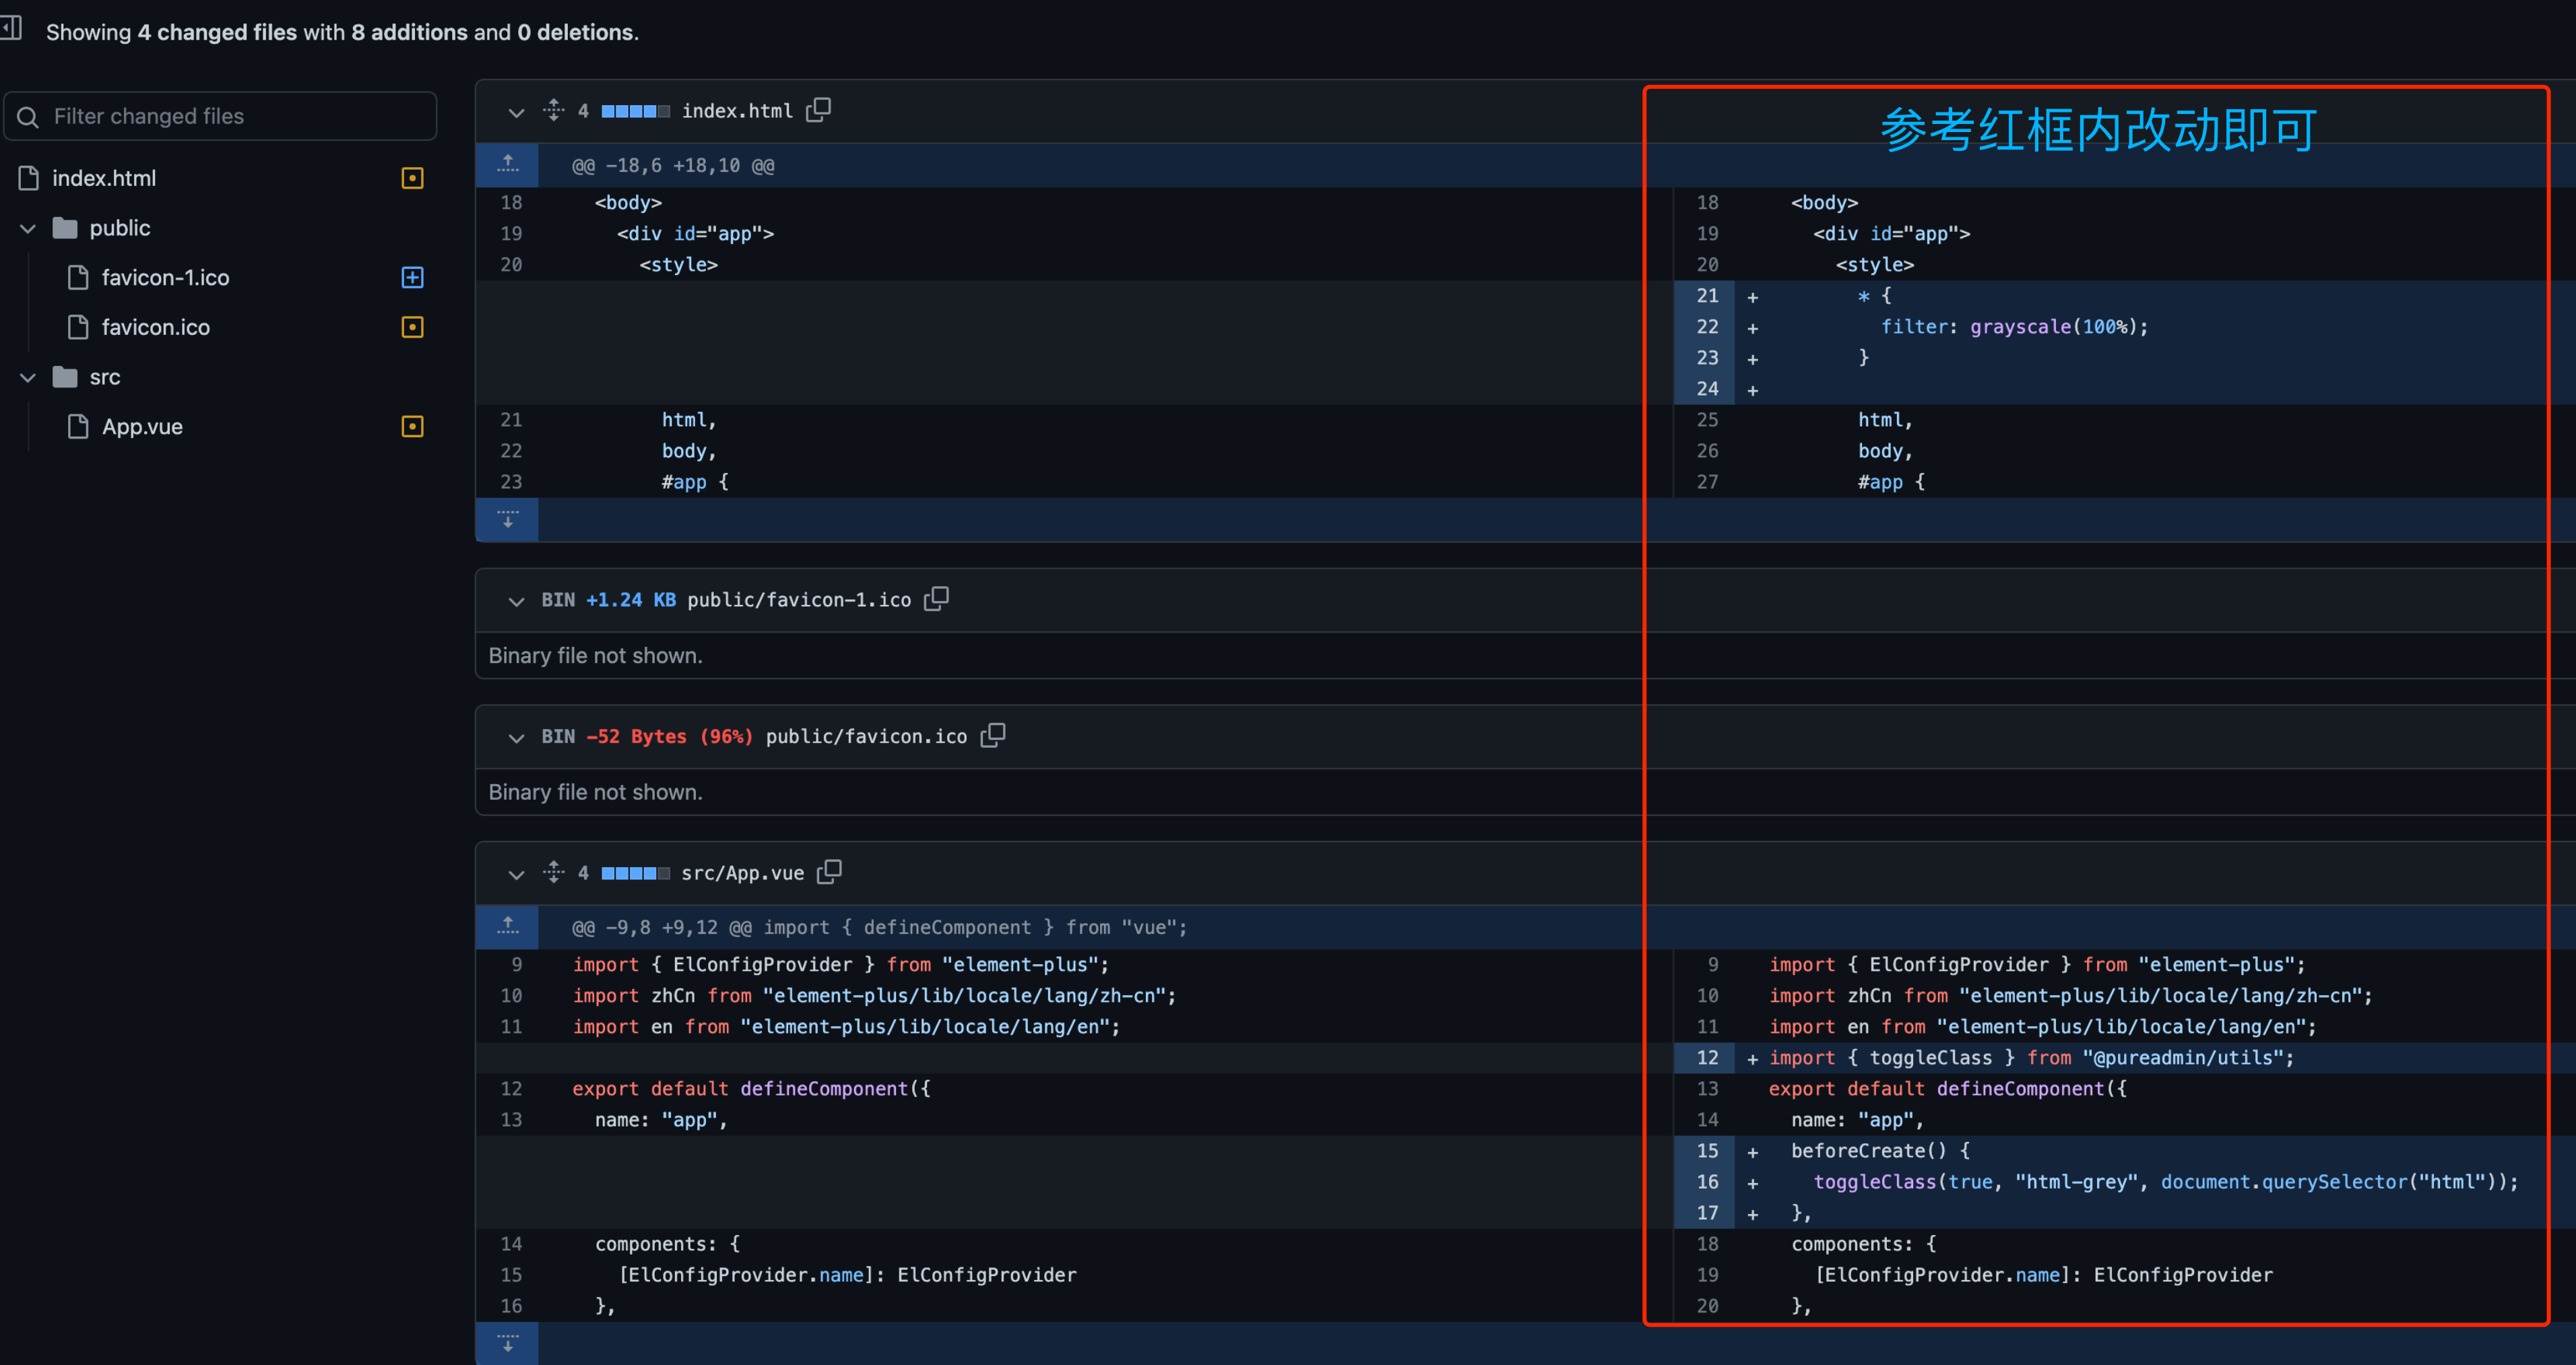 Showing 4 changed files with 8 additions and 0 deletions.
Filter changed files
index.html
public
favicon-1.ico
favicon.ico
src
App.vue
4 index.html
参考红框内改动即可
@@ -18,6 +18,10 @@
18 <body>
19 <div id="app">
20 <style>
21 html,
22 body,
23 #app {
18 <body>
19 <div id="app">
20 <style>
21 + * {
22 + filter: grayscale(100%);
23 + }
24 +
25 html,
26 body,
27 #app {
BIN +1.24 KB public/favicon-1.ico
Binary file not shown.
BIN -52 Bytes (96%) public/favicon.ico
Binary file not shown.
4 src/App.vue
@@ -9,8 +9,12 @@ import { defineComponent } from "vue";
9 import { ElConfigProvider } from "element-plus";
10 import zhCn from "element-plus/lib/locale/lang/zh-cn";
11 import en from "element-plus/lib/locale/lang/en";
12 export default defineComponent({
13 name: "app",
14 components: {
15 [ElConfigProvider.name]: ElConfigProvider
16 },
9 import { ElConfigProvider } from "element-plus";
10 import zhCn from "element-plus/lib/locale/lang/zh-cn";
11 import en from "element-plus/lib/locale/lang/en";
12 + import { toggleClass } from "@pureadmin/utils";
13 export default defineComponent({
14 name: "app",
15 + beforeCreate() {
16 + toggleClass(true, "html-grey", document.querySelector("html"));
17 + },
18 components: {
19 [ElConfigProvider.name]: ElConfigProvider
20 },